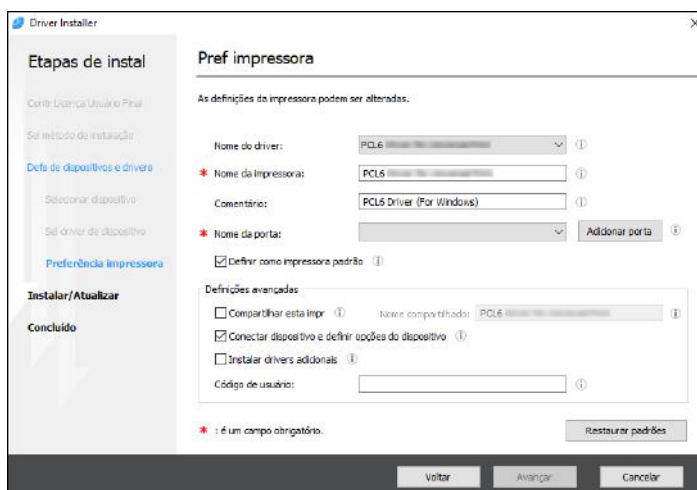 Driver Installer
Etapas de instal
Contr Licença Usuário Final
Sel método de instalação
Defs de dispositivos e drivers
Selecionar dispositivo
Sel driver de dispositivo
Preferência impressora
Instalar/Atualizar
Concluído
Pref impressora
As definições da impressora podem ser alteradas.
Nome do driver: PCL6
* Nome da impressora: PCL6
Comentário: PCL6 Driver (For Windows)
* Nome da porta: Adicionar porta
Definir como impressora padrão
Definições avançadas
Compartilhar esta impr Nome compartilhado: PCL6
Conectar dispositivo e definir opções do dispositivo
Instalar drivers adicionais
Código de usuário:
* : é um campo obrigatório. Restaurar padrões
Voltar Avançar Cancelar